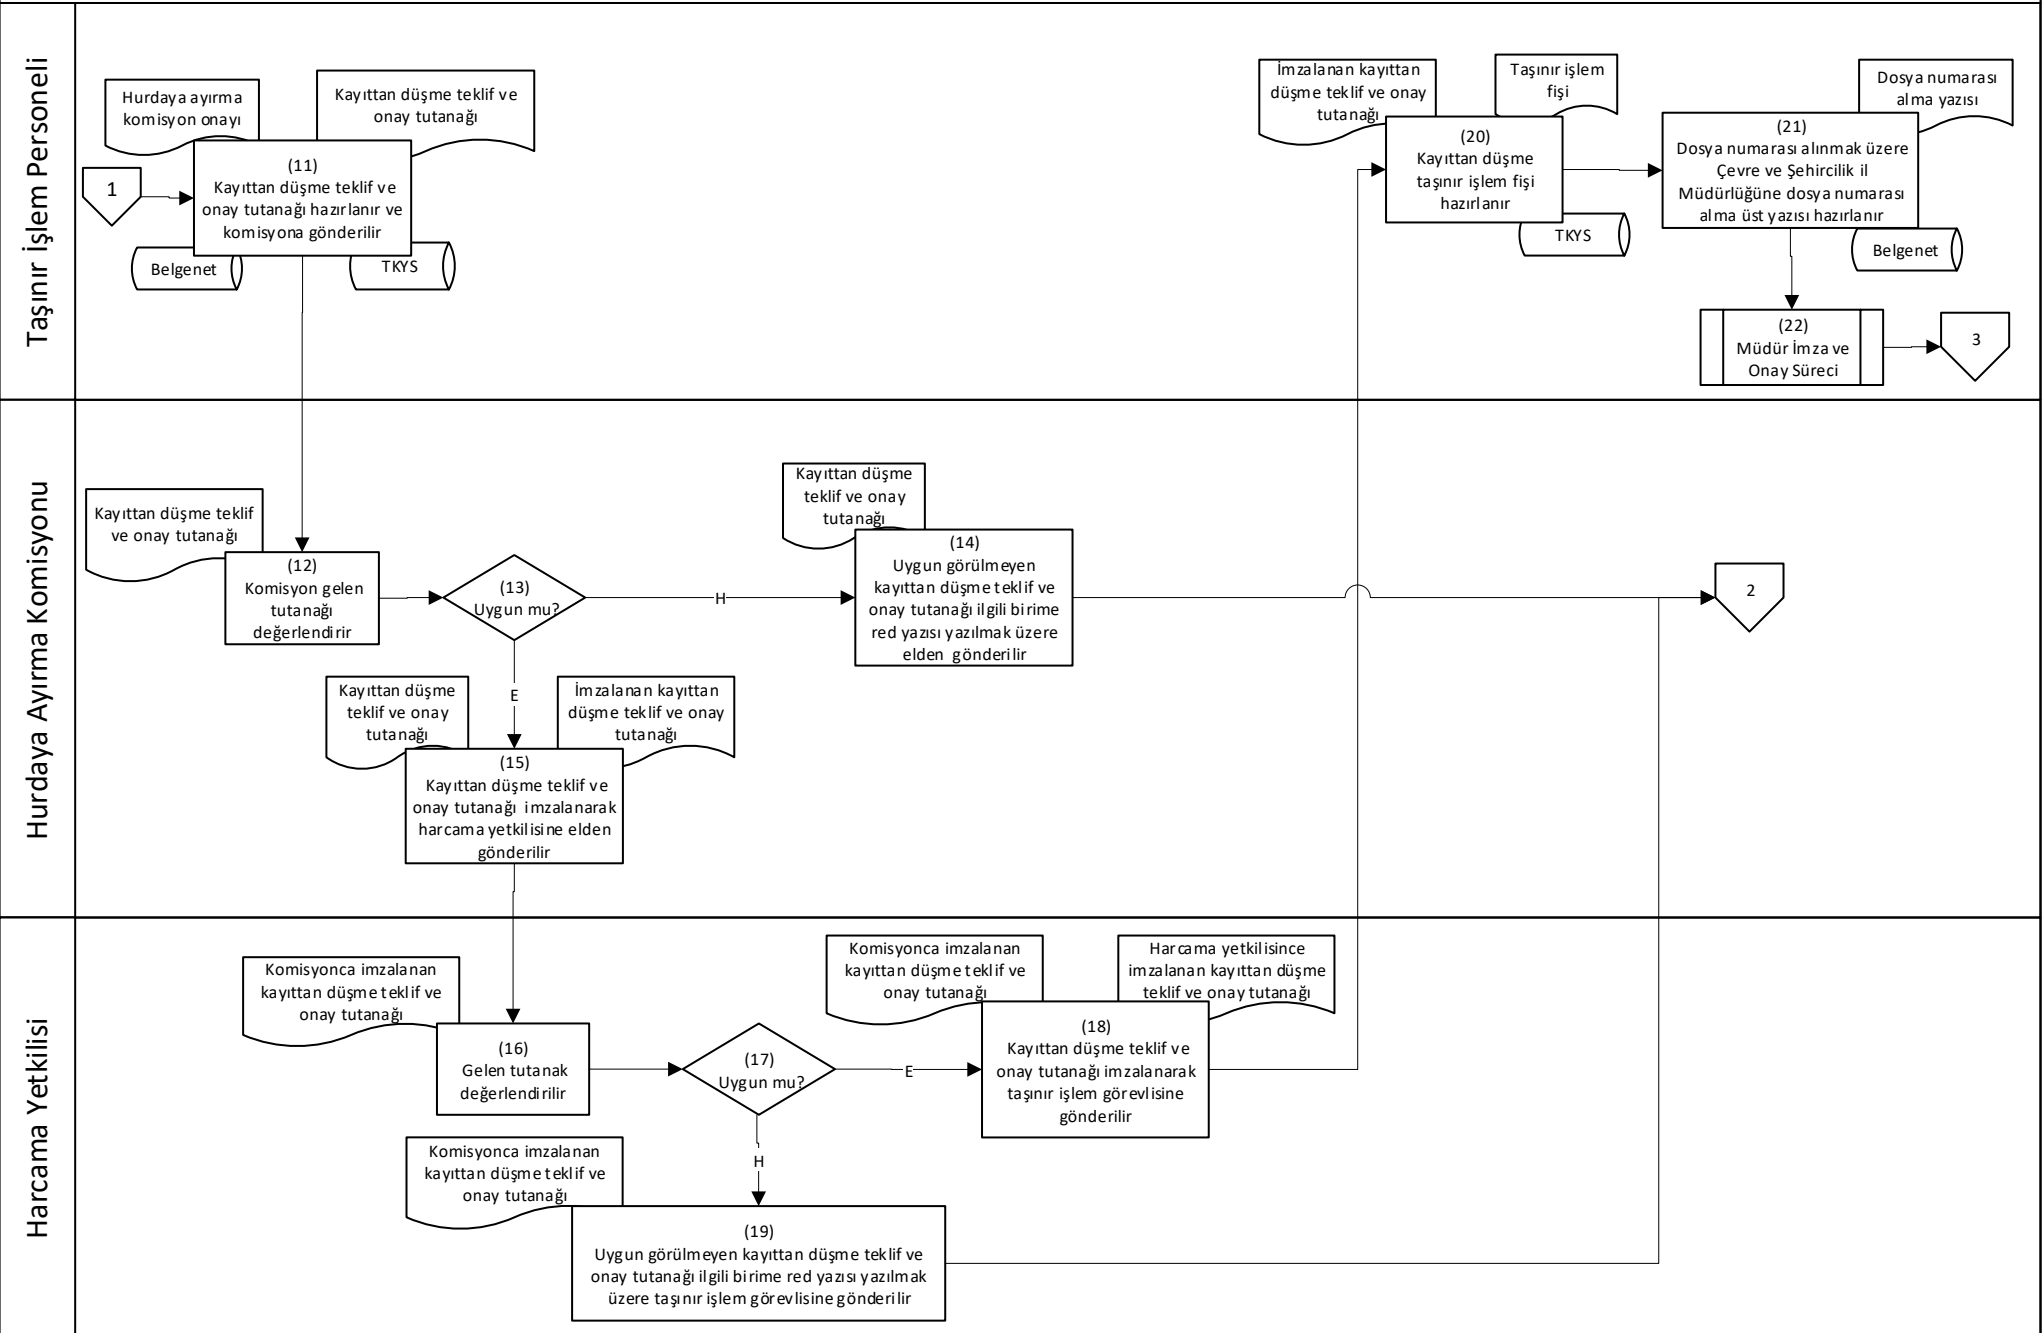 Taşınır İşlem Personeli
Hurdaya ayırma
komisyon onayı
Kayıttan düşme teklif ve
onay tutanağı
1
(11)
Kayıttan düşme teklif ve
onay tutanağı hazırlanır ve
komisyona gönderilir
Belgenet
TKYS
İmzalanan kayıttan
düşme teklif ve onay
tutanağı
Taşınır işlem
fişi
(20)
Kayıttan düşme
taşınır işlem fişi
hazırlanır
TKYS
Dosya numarası
alma yazısı
(21)
Dosya numarası alınmak üzere
Çevre ve Şehircilik il
Müdürlüğüne dosya numarası
alma üst yazısı hazırlanır
Belgenet
(22)
Müdür İmza ve
Onay Süreci
3
Hurdaya Ayırma Komisyonu
Kayıttan düşme teklif
ve onay tutanağı
(12)
Komisyon gelen
tutanağı
değerlendirir
(13)
Uygun mu?
H
Kayıttan düşme
teklif ve onay
tutanağı
(14)
Uygun görülmeyen
kayıttan düşme teklif ve
onay tutanağı ilgili birime
red yazısı yazılmak üzere
elden gönderilir
2
E
Kayıttan düşme
teklif ve onay
tutanağı
İmzalanan kayıttan
düşme teklif ve onay
tutanağı
(15)
Kayıttan düşme teklif ve
onay tutanağı imzalanarak
harcama yetkilisine elden
gönderilir
Harcama Yetkilisi
Komisyonca imzalanan
kayıttan düşme teklif ve
onay tutanağı
(16)
Gelen tutanak
değerlendirilir
(17)
Uygun mu?
E
Komisyonca imzalanan
kayıttan düşme teklif ve
onay tutanağı
Harcama yetkilisince
imzalanan kayıttan düşme
teklif ve onay tutanağı
(18)
Kayıttan düşme teklif ve
onay tutanağı imzalanarak
taşınır işlem görevlisine
gönderilir
H
Komisyonca imzalanan
kayıttan düşme teklif ve
onay tutanağı
(19)
Uygun görülmeyen kayıttan düşme teklif ve
onay tutanağı ilgili birime red yazısı yazılmak
üzere taşınır işlem görevlisine gönderilir